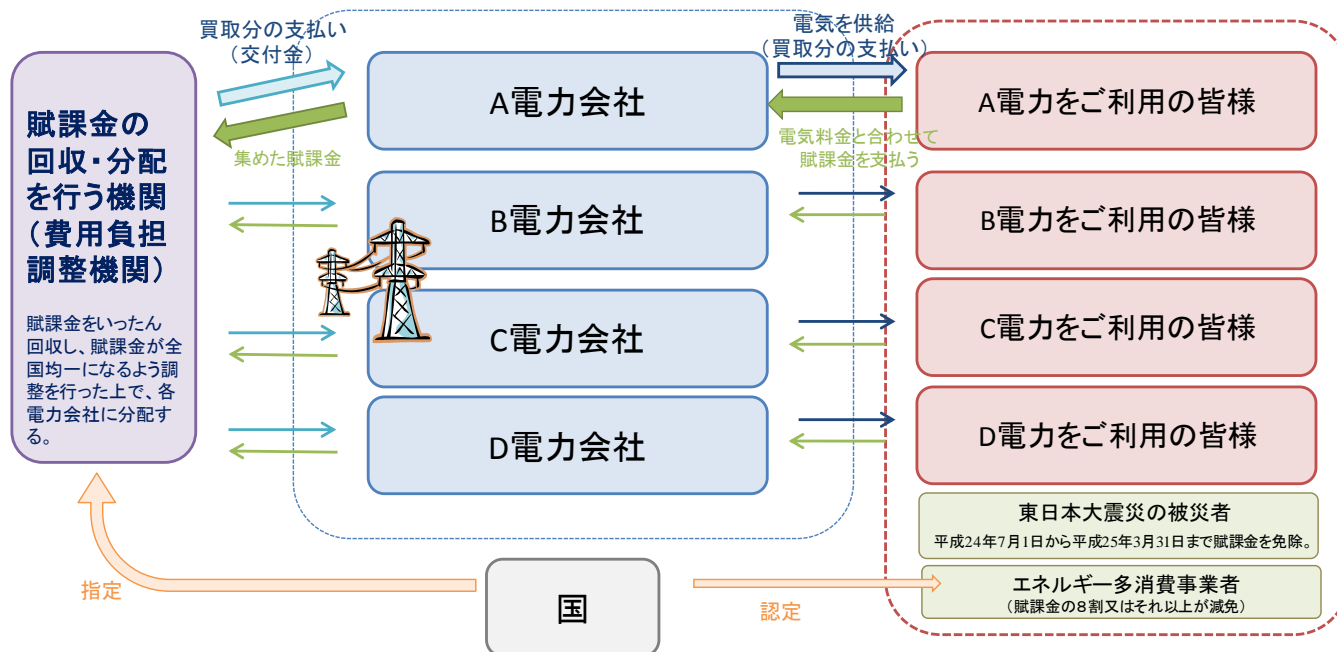 買取分の支払い
（交付金）
電気を供給
（買取分の支払い）
賦課金の
回収・分配
を行う機関
（費用負担
調整機関）
賦課金をいったん
回収し、賦課金が全
国均一になるよう調
整を行った上で、各
電力会社に分配す
る。
集めた賦課金
A電力会社
電気料金と合わせて
賦課金を支払う
A電力をご利用の皆様
B電力会社
B電力をご利用の皆様
C電力会社
C電力をご利用の皆様
D電力会社
D電力をご利用の皆様
東日本大震災の被災者
平成24年7月1日から平成25年3月31日まで賦課金を免除。
エネルギー多消費事業者
（賦課金の８割又はそれ以上が減免）
指定
国
認定